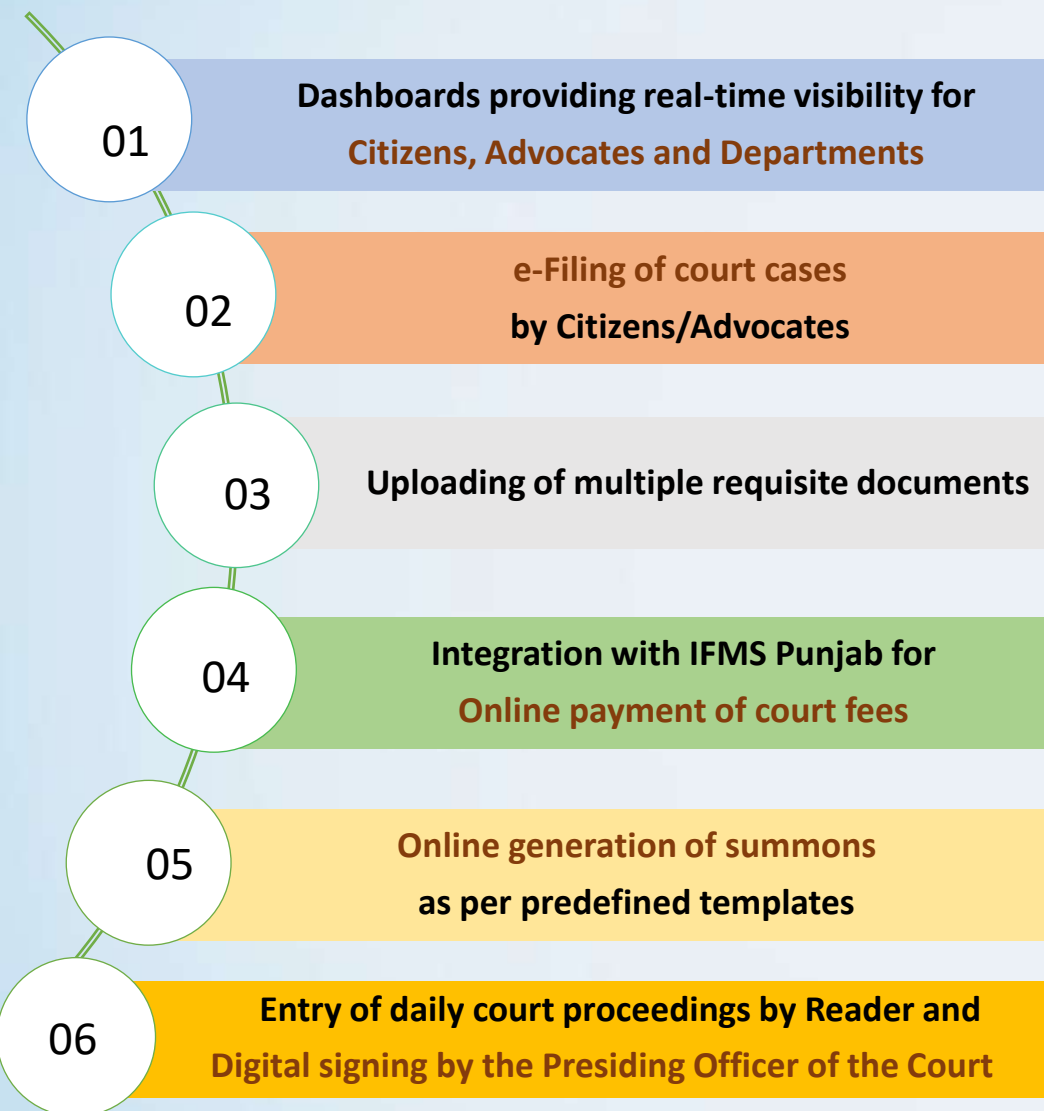 01
Dashboards providing real-time visibility for
Citizens, Advocates and Departments
02
e-Filing of court cases
by Citizens/Advocates
03
Uploading of multiple requisite documents
04
Integration with IFMS Punjab for
Online payment of court fees
05
Online generation of summons
as per predefined templates
06
Entry of daily court proceedings by Reader and
Digital signing by the Presiding Officer of the Court